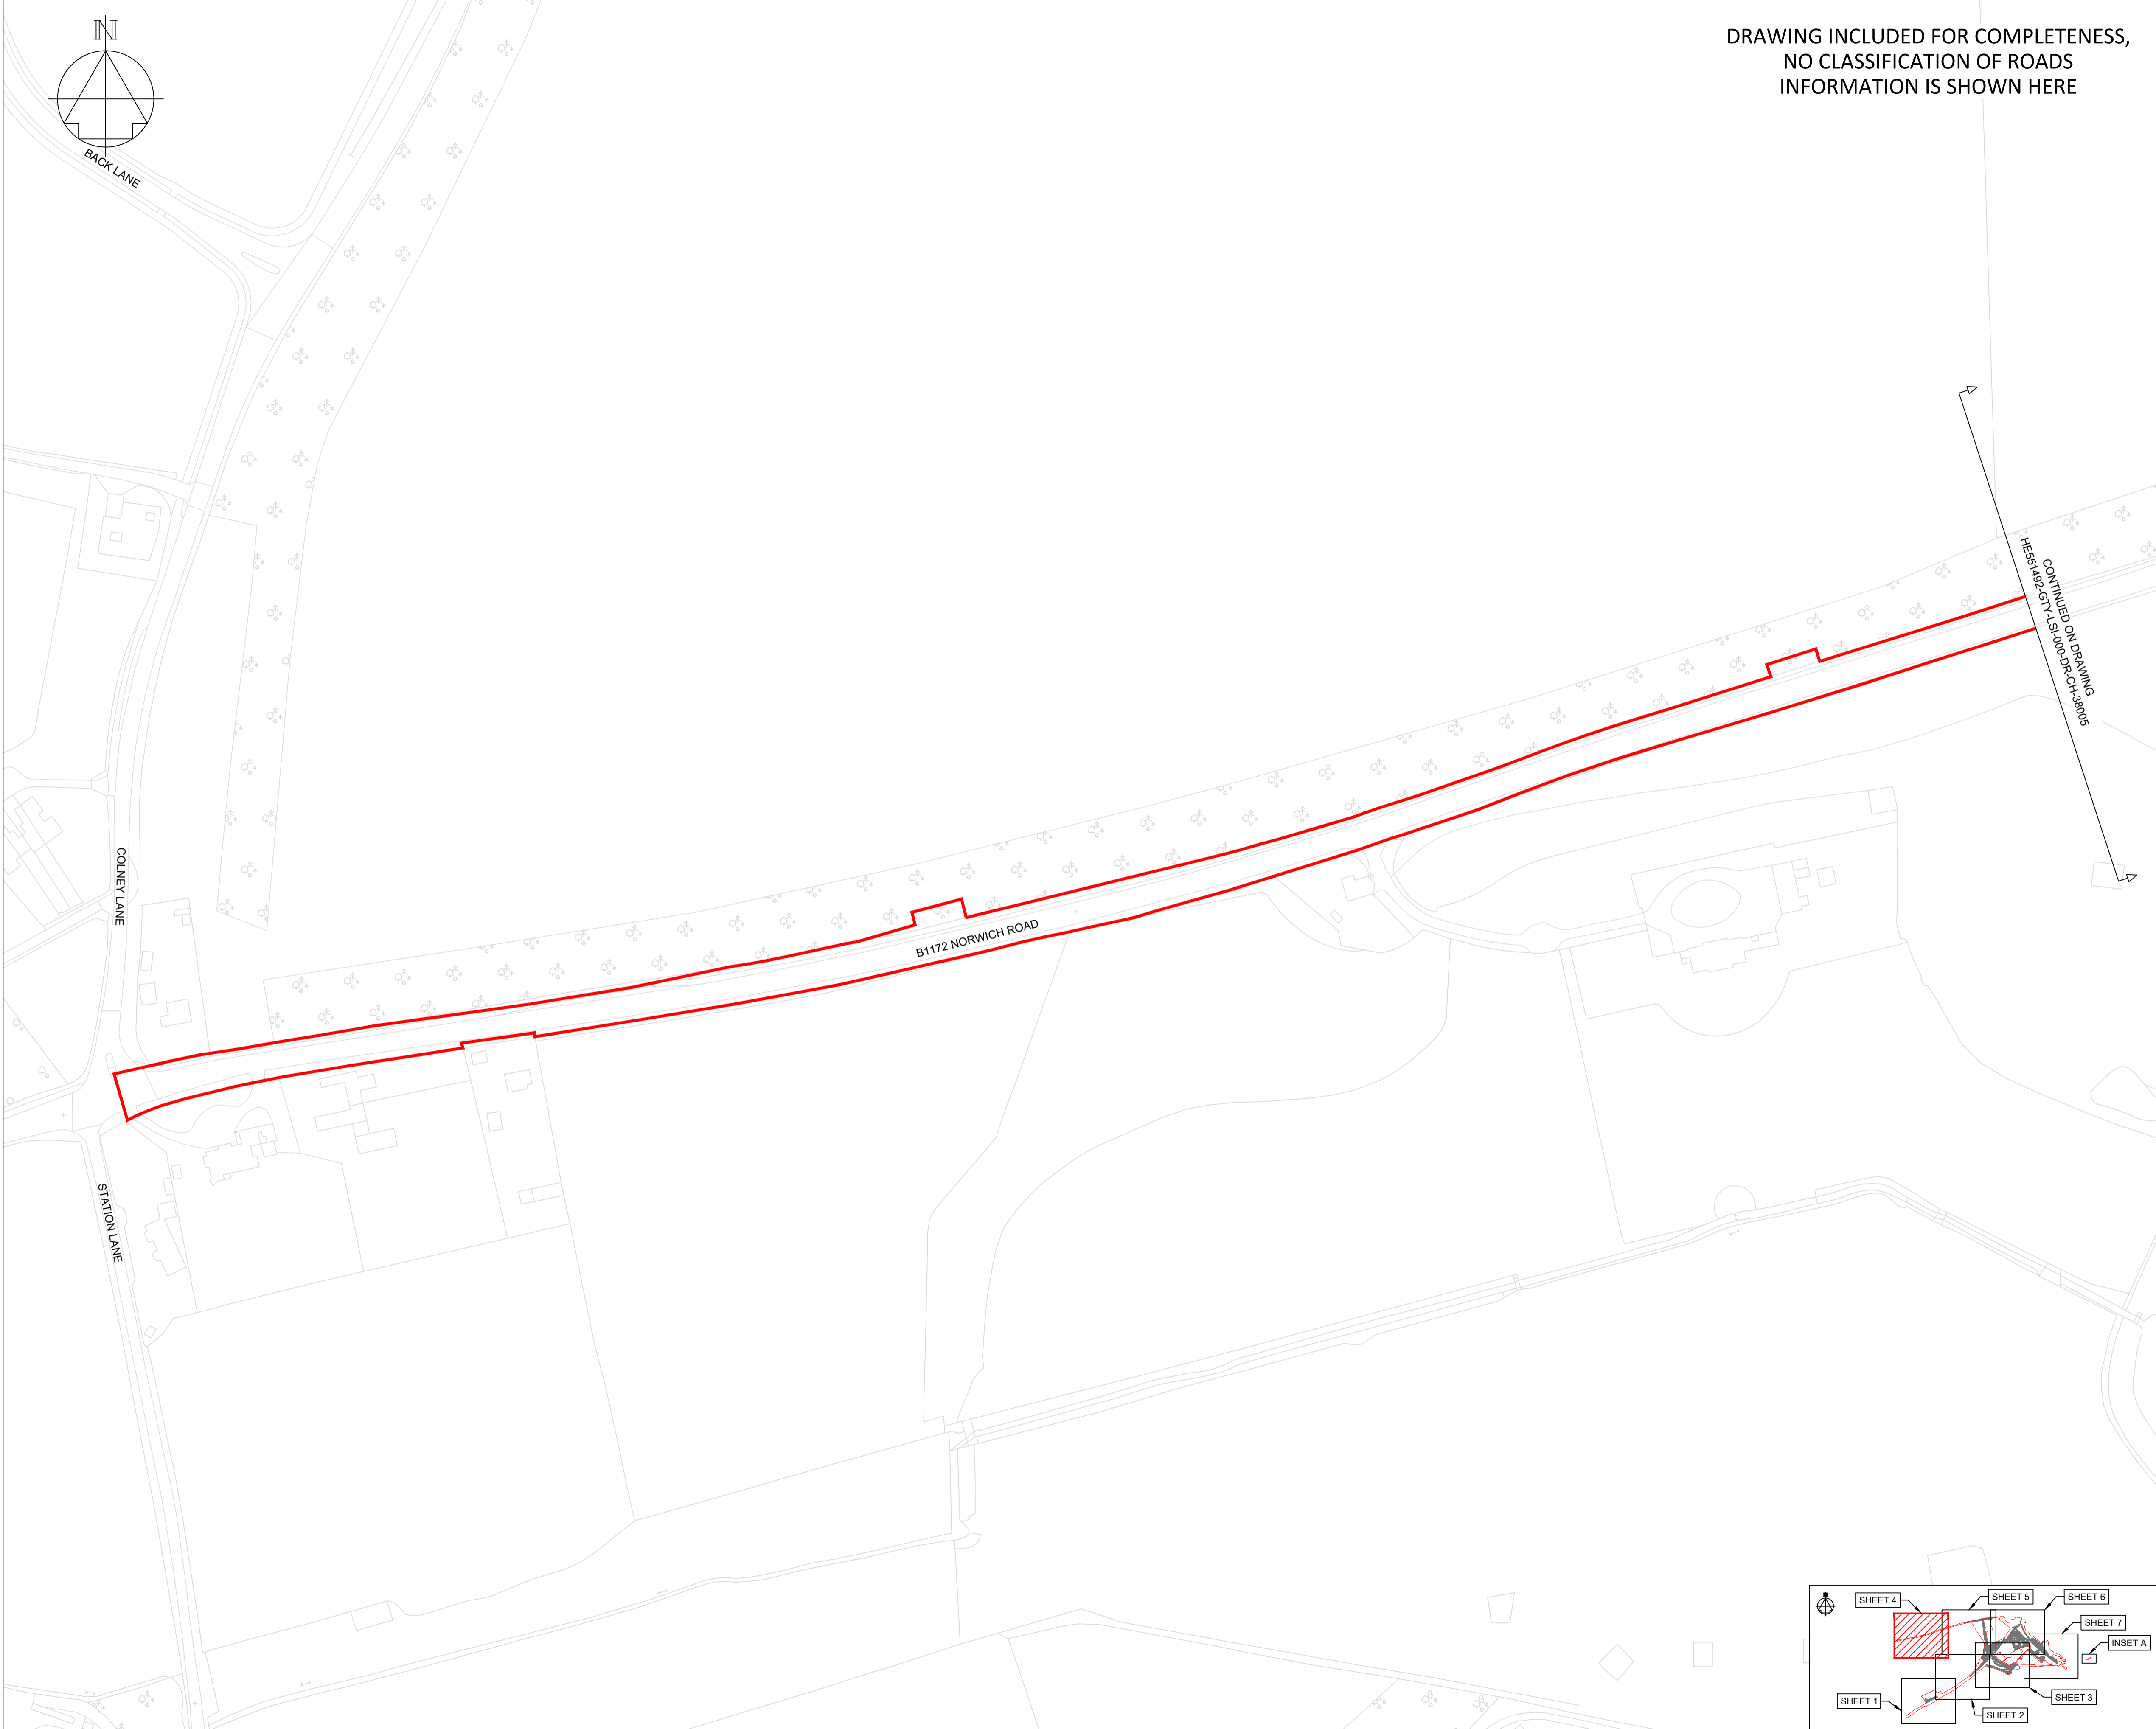 N
DRAWING INCLUDED FOR COMPLETENESS,
NO CLASSIFICATION OF ROADS
INFORMATION IS SHOWN HERE
BACK LANE
CONTINUED ON DRAWING
HE551492-GTY-LSI-000-DR-CH-38005
COLNEY LANE
B1172 NORWICH ROAD
STATION LANE
SHEET 4
SHEET 5
SHEET 6
SHEET 7
INSET A
SHEET 1
SHEET 2
SHEET 3